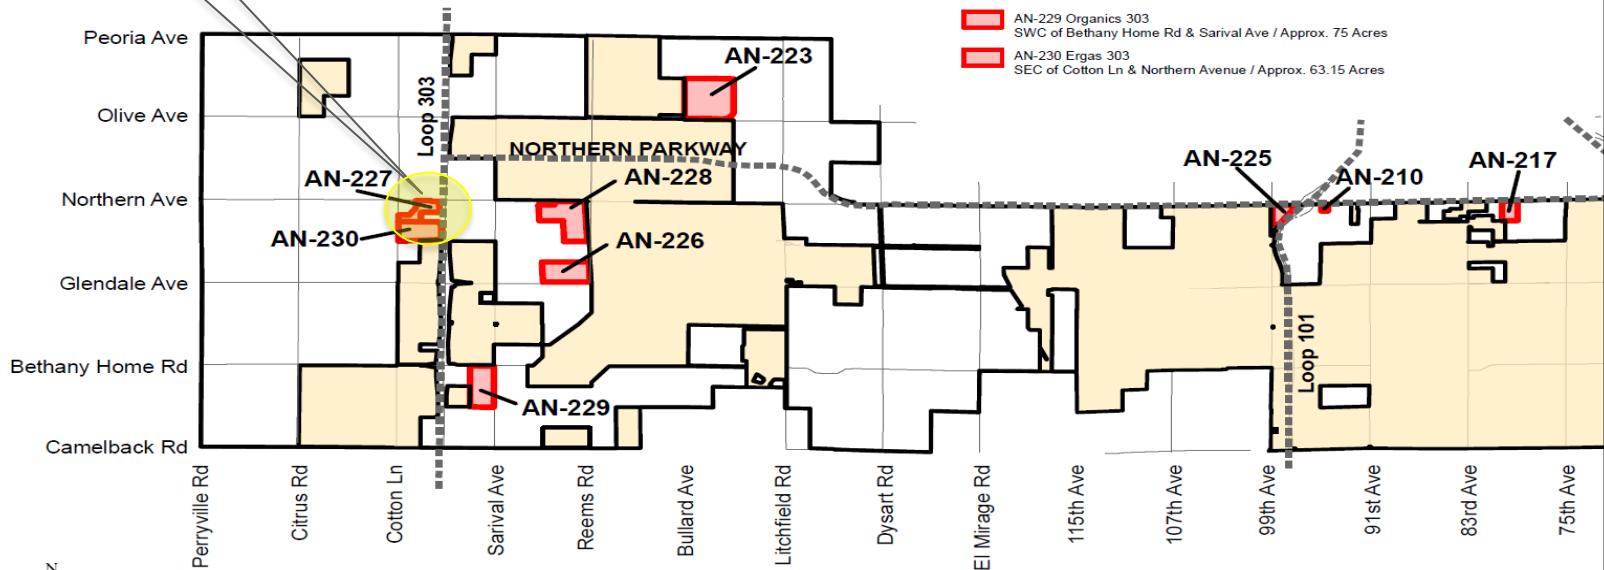 AN-229 Organics 303
SWC of Bethany Home Rd & Sarival Ave / Approx. 75 Acres
AN-230 Ergas 303
SEC of Cotton Ln & Northern Avenue / Approx. 63.15 Acres
Peoria Ave
AN-223
Loop 303
Olive Ave
NORTHERN PARKWAY
AN-225
AN-217
AN-227
AN-228
AN-210
Northern Ave
AN-230
AN-226
Glendale Ave
Loop 101
Bethany Home Rd
AN-229
Camelback Rd
Perryville Rd
Citrus Rd
Cotton Ln
Sarival Ave
Reems Rd
Bullard Ave
Litchfield Rd
Dysart Rd
El Mirage Rd
115th Ave
107th Ave
99th Ave
91st Ave
83rd Ave
75th Ave
N